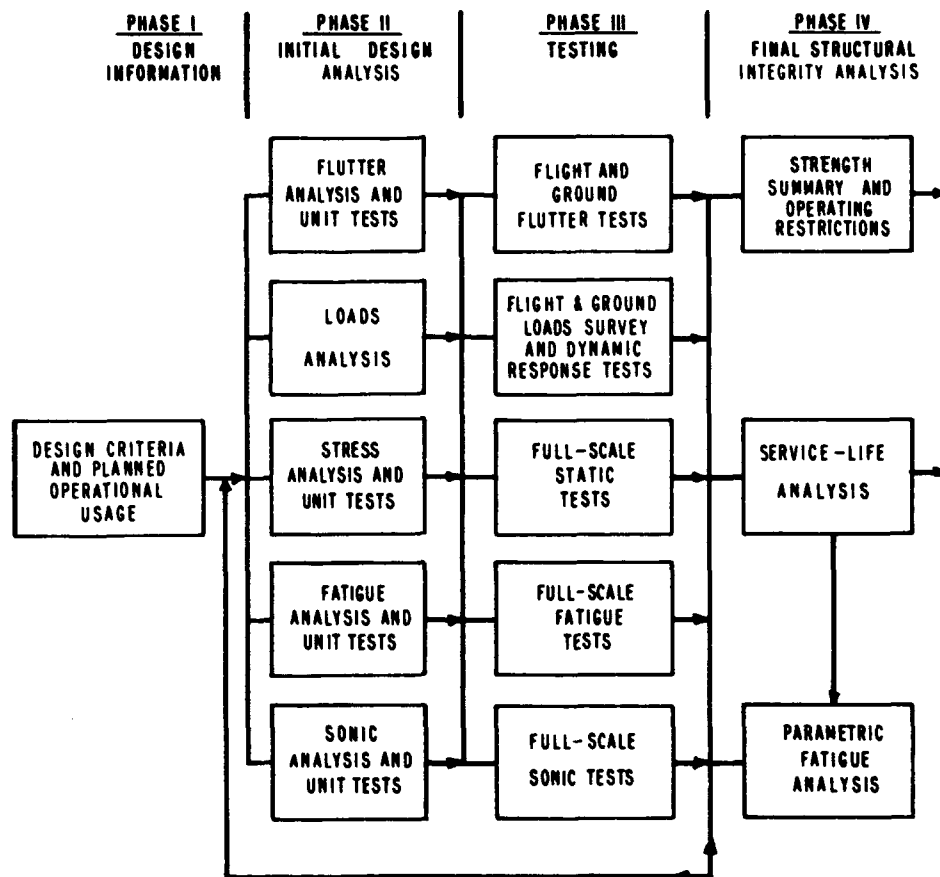 PHASE I
DESIGN
INFORMATION
PHASE II
INITIAL DESIGN
ANALYSIS
PHASE III
TESTING
PHASE IV
FINAL STRUCTURAL
INTEGRITY ANALYSIS
FLUTTER
ANALYSIS AND
UNIT TESTS
FLIGHT AND
GROUND
FLUTTER TESTS
STRENGTH
SUMMARY AND
OPERATING
RESTRICTIONS
LOADS
ANALYSIS
FLIGHT & GROUND
LOADS SURVEY
AND DYNAMIC
RESPONSE TESTS
DESIGN CRITERIA
AND PLANNED
OPERATIONAL
USAGE
STRESS
ANALYSIS AND
UNIT TESTS
FULL-SCALE
STATIC
TESTS
SERVICE-LIFE
ANALYSIS
FATIGUE
ANALYSIS AND
UNIT TESTS
FULL-SCALE
FATIGUE
TESTS
SONIC
ANALYSIS AND
UNIT TESTS
FULL-SCALE
SONIC TESTS
PARAMETRIC
FATIGUE
ANALYSIS